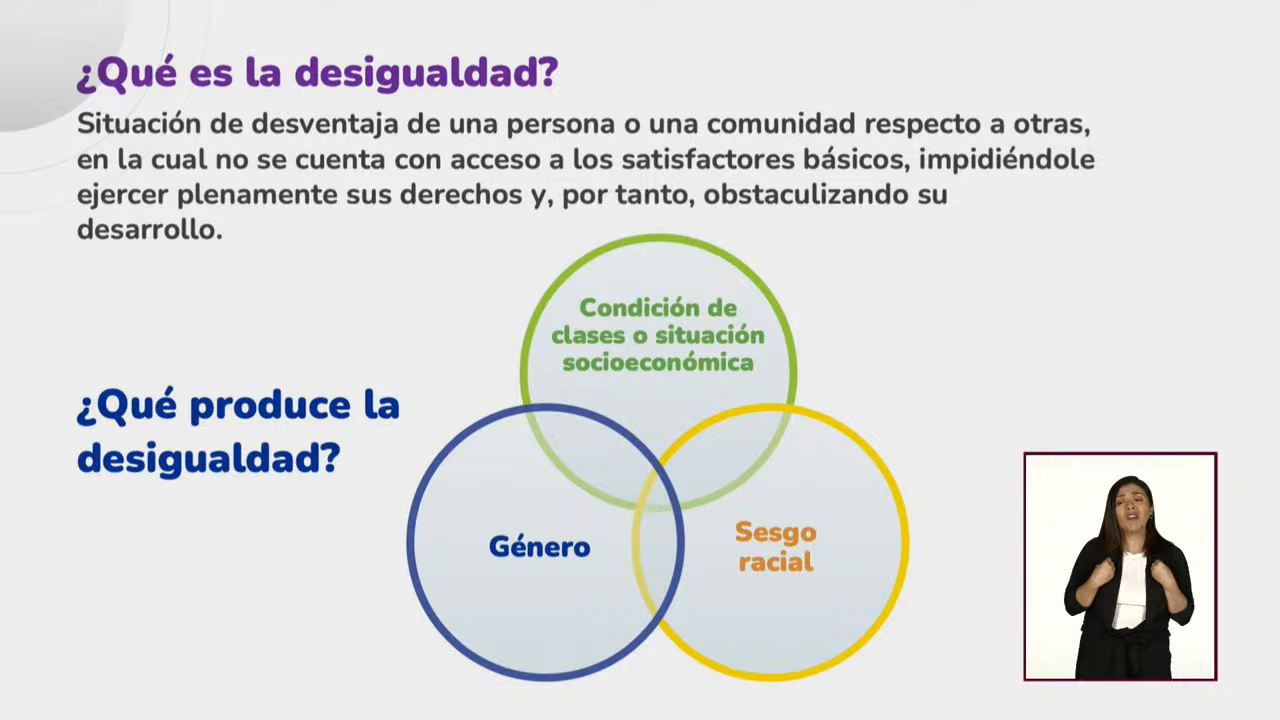 ¿Qué es la desigualdad?
Situación de desventaja de una persona o una comunidad respecto a otras,
en la cual no se cuenta con acceso a los satisfactores básicos, impidiéndole
ejercer plenamente sus derechos y, por tanto, obstaculizando su
desarrollo.
Condición de
clases o situación
socioeconómica
¿Qué produce la
desigualdad?
Género
Sesgo
racial